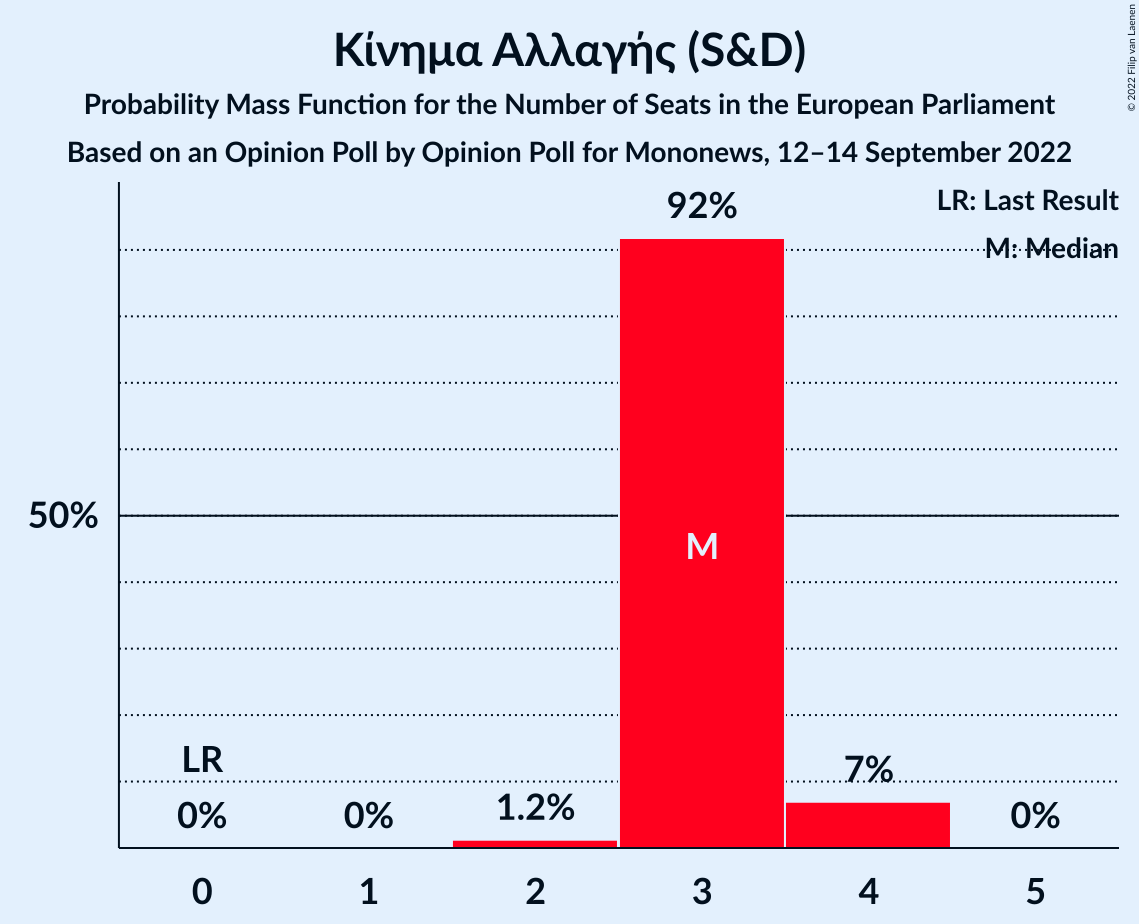 Κίνημα Αλλαγής (S&D)
Probability Mass Function for the Number of Seats in the European Parliament
Based on an Opinion Poll by Opinion Poll for Mononews, 12–14 September 2022
© 2022 Filip van Laenen
LR: Last Result
M: Median
92%
50%
M
LR
7%
1.2%
0%
0%
0%
0
1
2
3
4
5